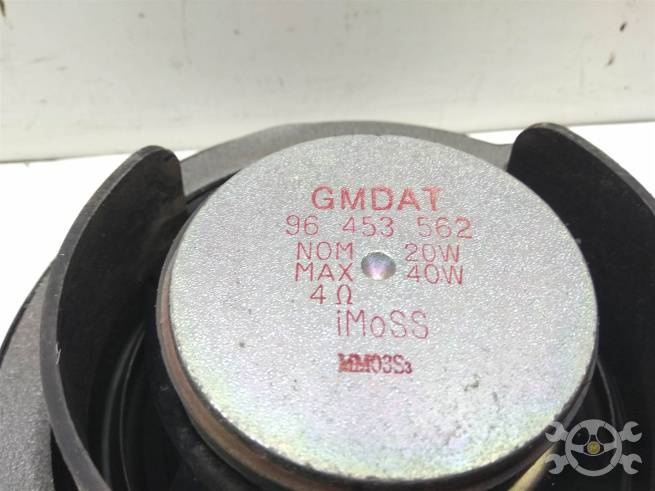 GMDAT
96 453 562
NOM 20W
MAX 40W
4Ω
iMoSS
MM03S3